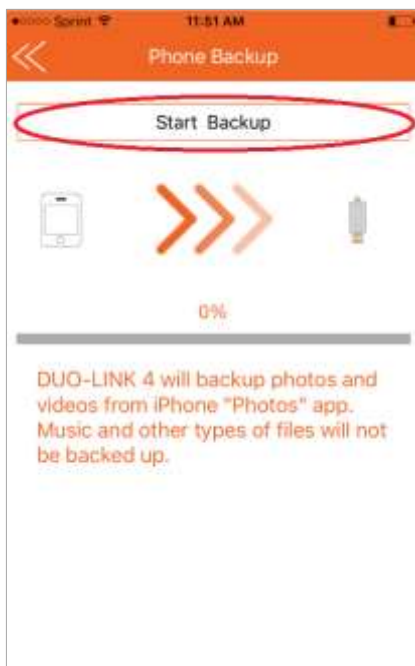 Sprint 11:51 AM
Phone Backup
Start Backup
0%
DUO-LINK 4 will backup photos and
videos from iPhone "Photos" app.
Music and other types of files will not
be backed up.